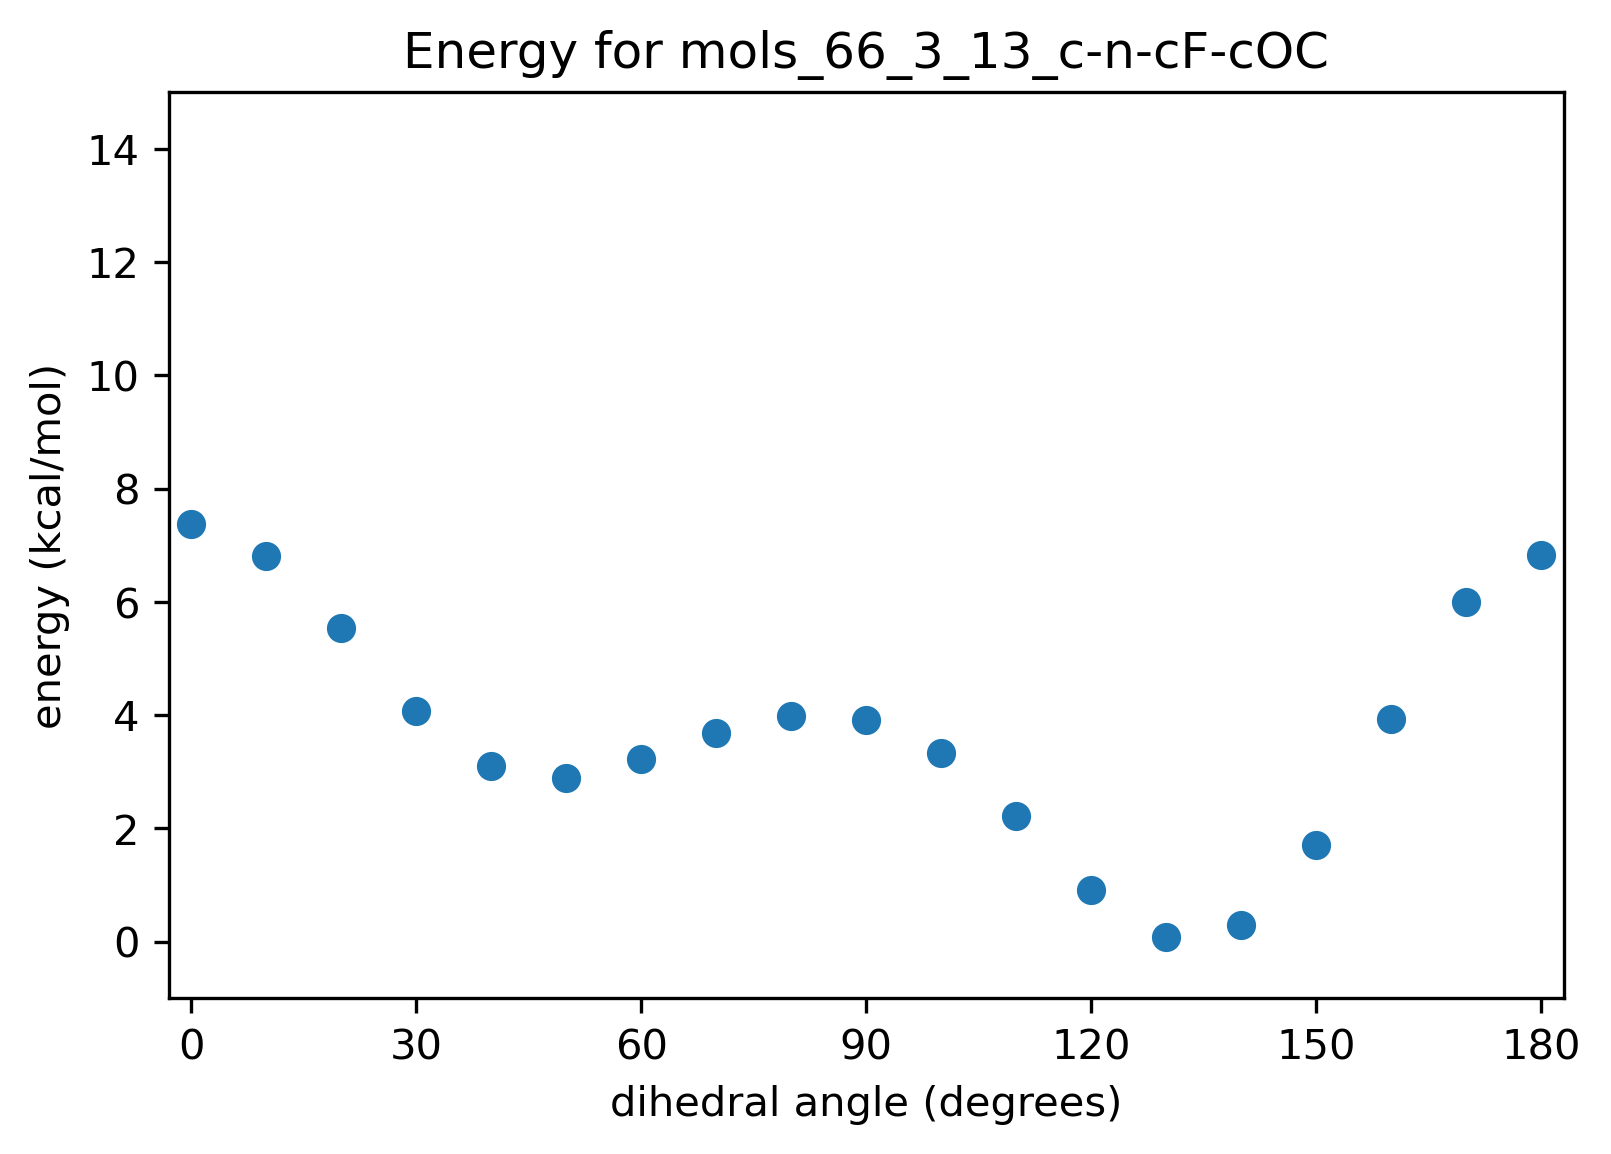 Energy for mols_66_3_13_c-n-cF-cOC
energy (kcal/mol)
14
12
10
8
6
4
2
0
0 30 60 90 120 150 180
dihedral angle (degrees)